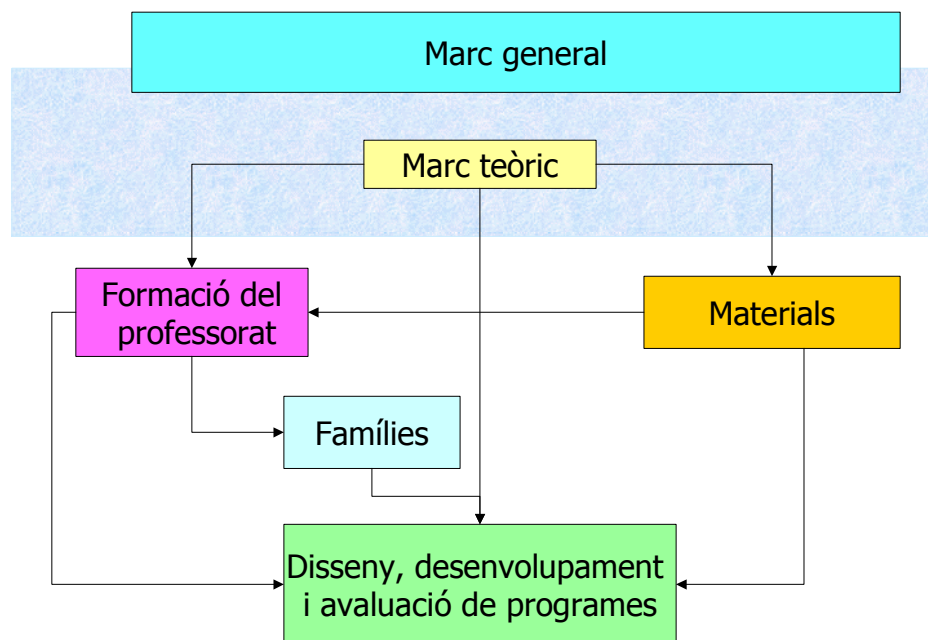 Marc general
Marc teòric
Formació del
professorat
Materials
Famílies
Disseny, desenvolupament
i avaluació de programes